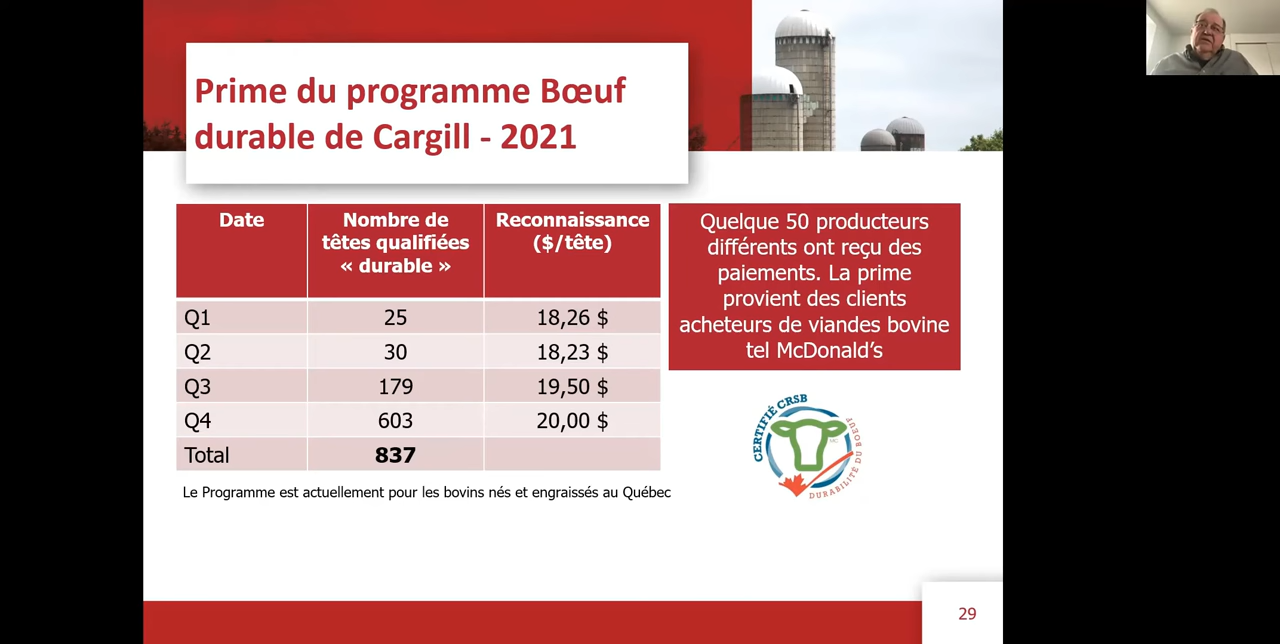 Prime du programme Bœuf
durable de Cargill - 2021
Date
Nombre de
têtes qualifiées
« durable »
Reconnaissance
($/tête)
Q1 25 18,26 $
Q2 30 18,23 $
Q3 179 19,50 $
Q4 603 20,00 $
Total 837
Le Programme est actuellement pour les bovins nés et engraissés au Québec
Quelque 50 producteurs
différents ont reçu des
paiements. La prime
provient des clients
acheteurs de viandes bovine
tel McDonald’s
CERTIFIÉ CRSB
DURABILITÉ DU BOEUF
MC
29